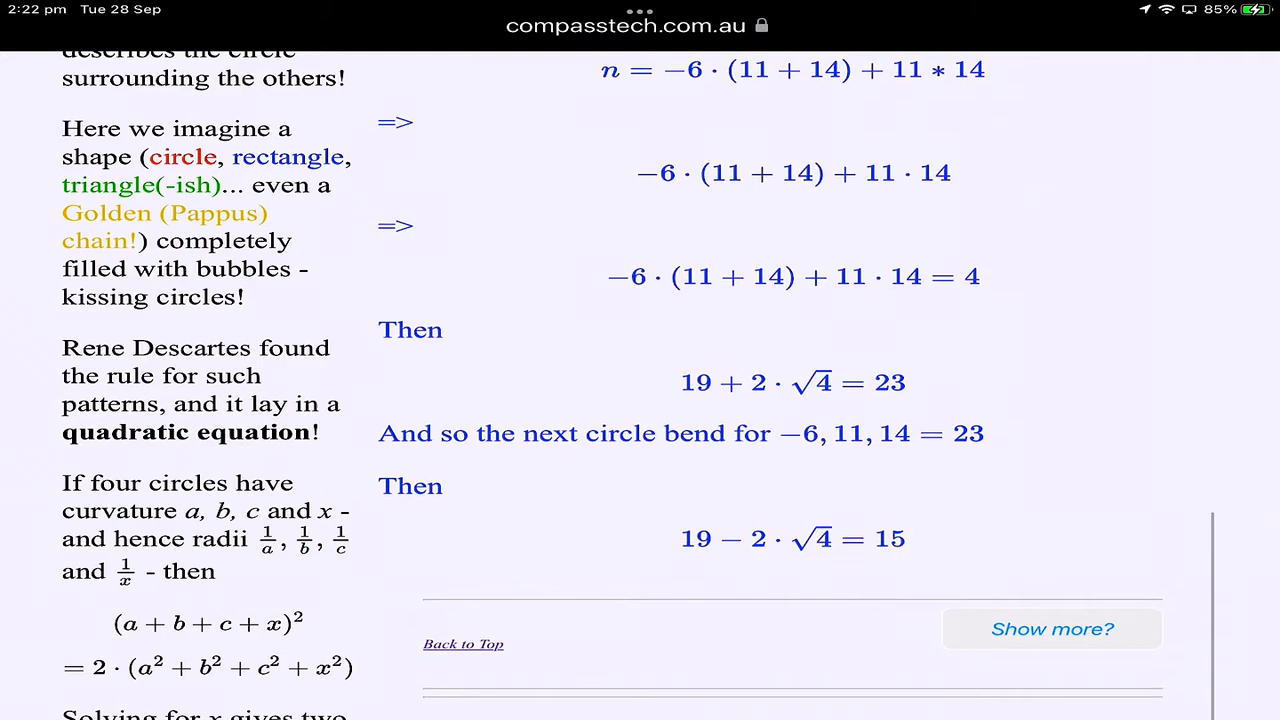 2:22 pm Tue 28 Sep
85%
compasstech.com.au
describes the circle
surrounding the others!
Here we imagine a
shape (circle, rectangle,
triangle(-ish)... even a
Golden (Pappus)
chain!) completely
filled with bubbles -
kissing circles!
Rene Descartes found
the rule for such
patterns, and it lay in a
quadratic equation!
If four circles have
curvature a, b, c and x -
and hence radii 1/a, 1/b, 1/c
and 1/x - then
(a + b + c + x)²
= 2 · (a² + b² + c² + x²)
Solving for x gives two
n = −6 · (11 + 14) + 11 * 14
=>
−6 · (11 + 14) + 11 · 14
=>
−6 · (11 + 14) + 11 · 14 = 4
Then
19 + 2 · √4 = 23
And so the next circle bend for −6, 11, 14 = 23
Then
19 − 2 · √4 = 15
Show more?
Back to Top